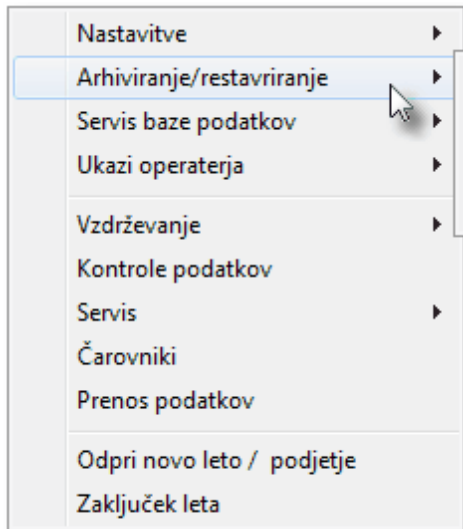 Nastavitve
Arhiviranje/restavriranje
Servis baze podatkov
Ukazi operaterja
Vzdrževanje
Kontrole podatkov
Servis
Čarovniki
Prenos podatkov
Odpri novo leto /  podjetje
Zaključek leta